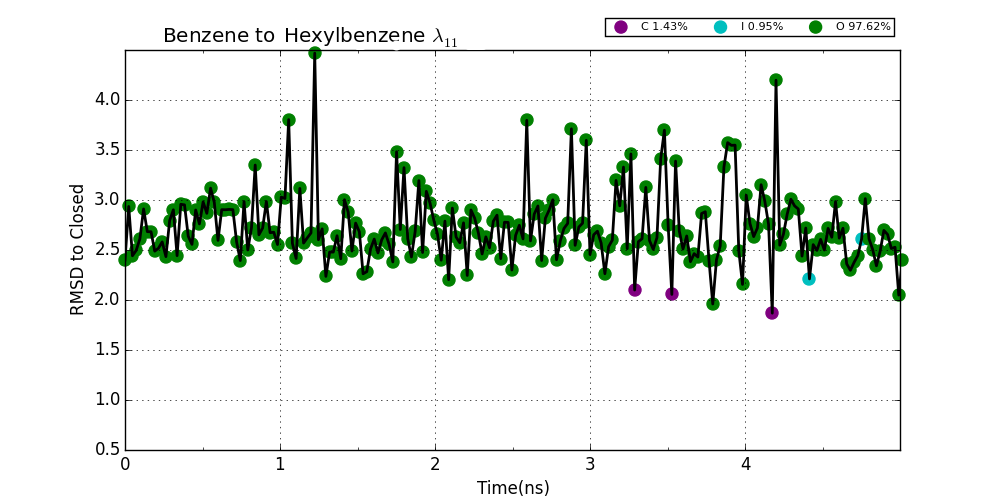 Benzene to Hexylbenzene λ₁₁
C 1.43% I 0.95% O 97.62%
RMSD to Closed
4.0
3.5
3.0
2.5
2.0
1.5
1.0
0.5
0 1 2 3 4
Time(ns)